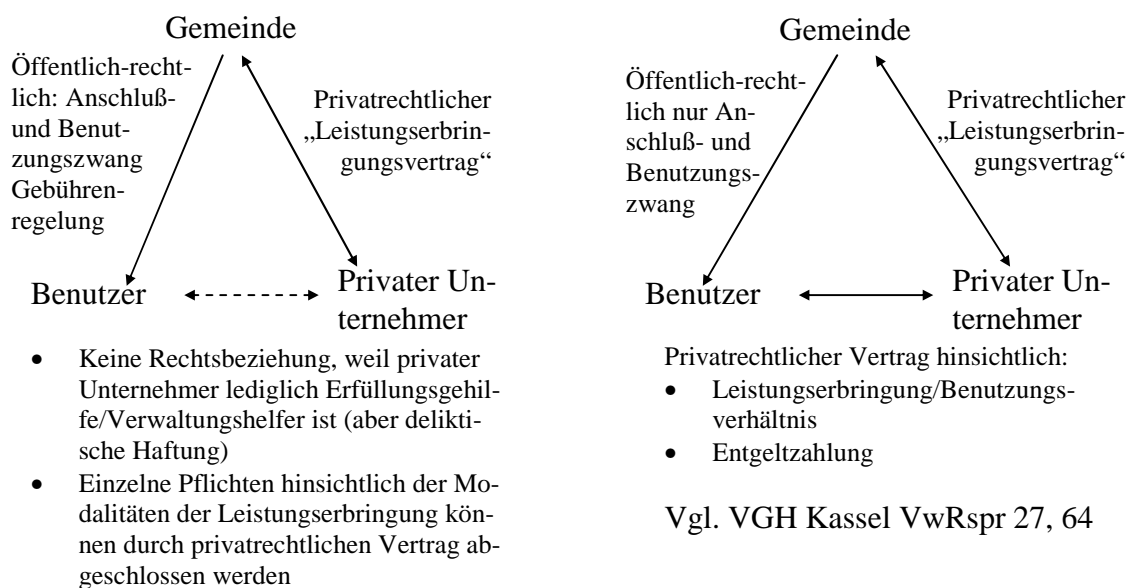 Gemeinde
Öffentlich-recht-
lich: Anschluß-
und Benut-
zungszwang
Gebühren-
regelung
Privatrechtlicher
„Leistungserbrin-
gungsvertrag“
Benutzer
Privater Un-
ternehmer
• Keine Rechtsbeziehung, weil privater
Unternehmer lediglich Erfüllungsgehil-
fe/Verwaltungshelfer ist (aber delikti-
sche Haftung)
• Einzelne Pflichten hinsichtlich der Mo-
dalitäten der Leistungserbringung kön-
nen durch privatrechtlichen Vertrag ab-
geschlossen werden
Gemeinde
Öffentlich-recht-
lich nur An-
schluß- und
Benutzungs-
zwang
Privatrechtlicher
„Leistungserbrin-
gungsvertrag“
Benutzer
Privater Un-
ternehmer
Privatrechtlicher Vertrag hinsichtlich:
• Leistungserbringung/Benutzungs-
verhältnis
• Entgeltzahlung
Vgl. VGH Kassel VwRspr 27, 64